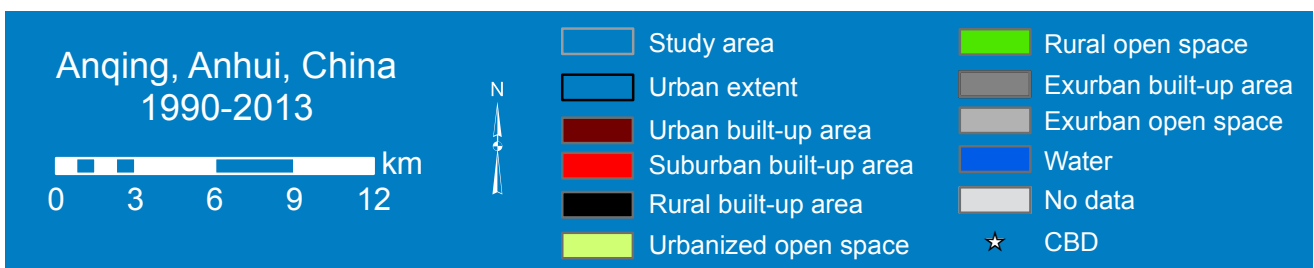 Anqing, Anhui, China
1990-2013
km
0 3 6 9 12
N
Study area
Urban extent
Urban built-up area
Suburban built-up area
Rural built-up area
Urbanized open space
Rural open space
Exurban built-up area
Exurban open space
Water
No data
CBD